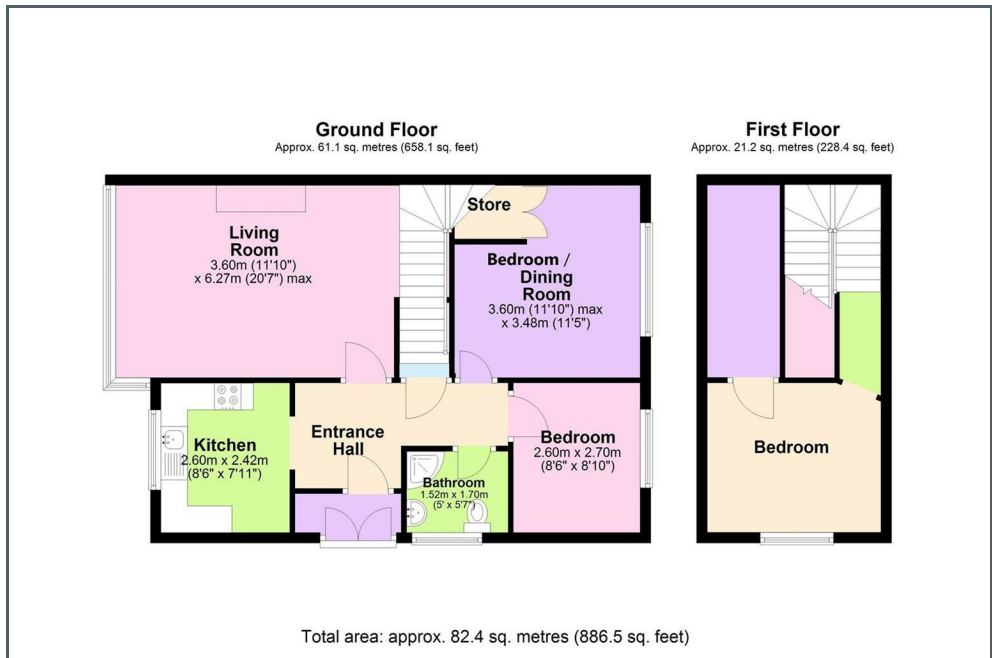 Ground Floor
Approx. 61.1 sq. metres (658.1 sq. feet)
First Floor
Approx. 21.2 sq. metres (228.4 sq. feet)
Living
Room
3.60m (11'10")
x 6.27m (20'7") max
Store
Bedroom /
Dining
Room
3.60m (11'10") max
x 3.48m (11'5")
Kitchen
2.60m x 2.42m
(8'6" x 7'11")
Entrance
Hall
Bathroom
1.52m x 1.70m
(5' x 5'7")
Bedroom
2.60m x 2.70m
(8'6" x 8'10")
Bedroom
Total area: approx. 82.4 sq. metres (886.5 sq. feet)